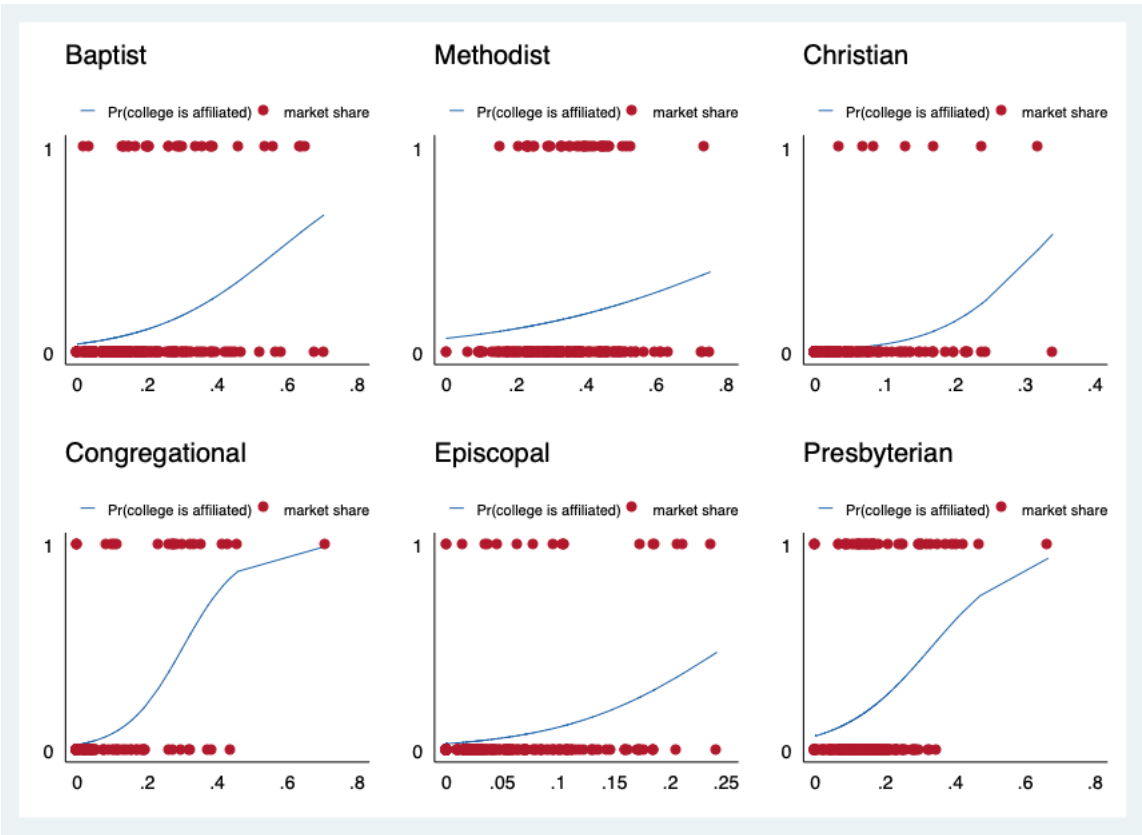 Baptist
Methodist
Christian
Pr(college is affiliated) market share
Pr(college is affiliated) market share
Pr(college is affiliated) market share
1
1
1
0
0
0
0 .2 .4 .6 .8
0 .2 .4 .6 .8
0 .1 .2 .3 .4
Congregational
Episcopal
Presbyterian
Pr(college is affiliated) market share
Pr(college is affiliated) market share
Pr(college is affiliated) market share
1
1
1
0
0
0
0 .2 .4 .6 .8
0 .05 .1 .15 .2 .25
0 .2 .4 .6 .8